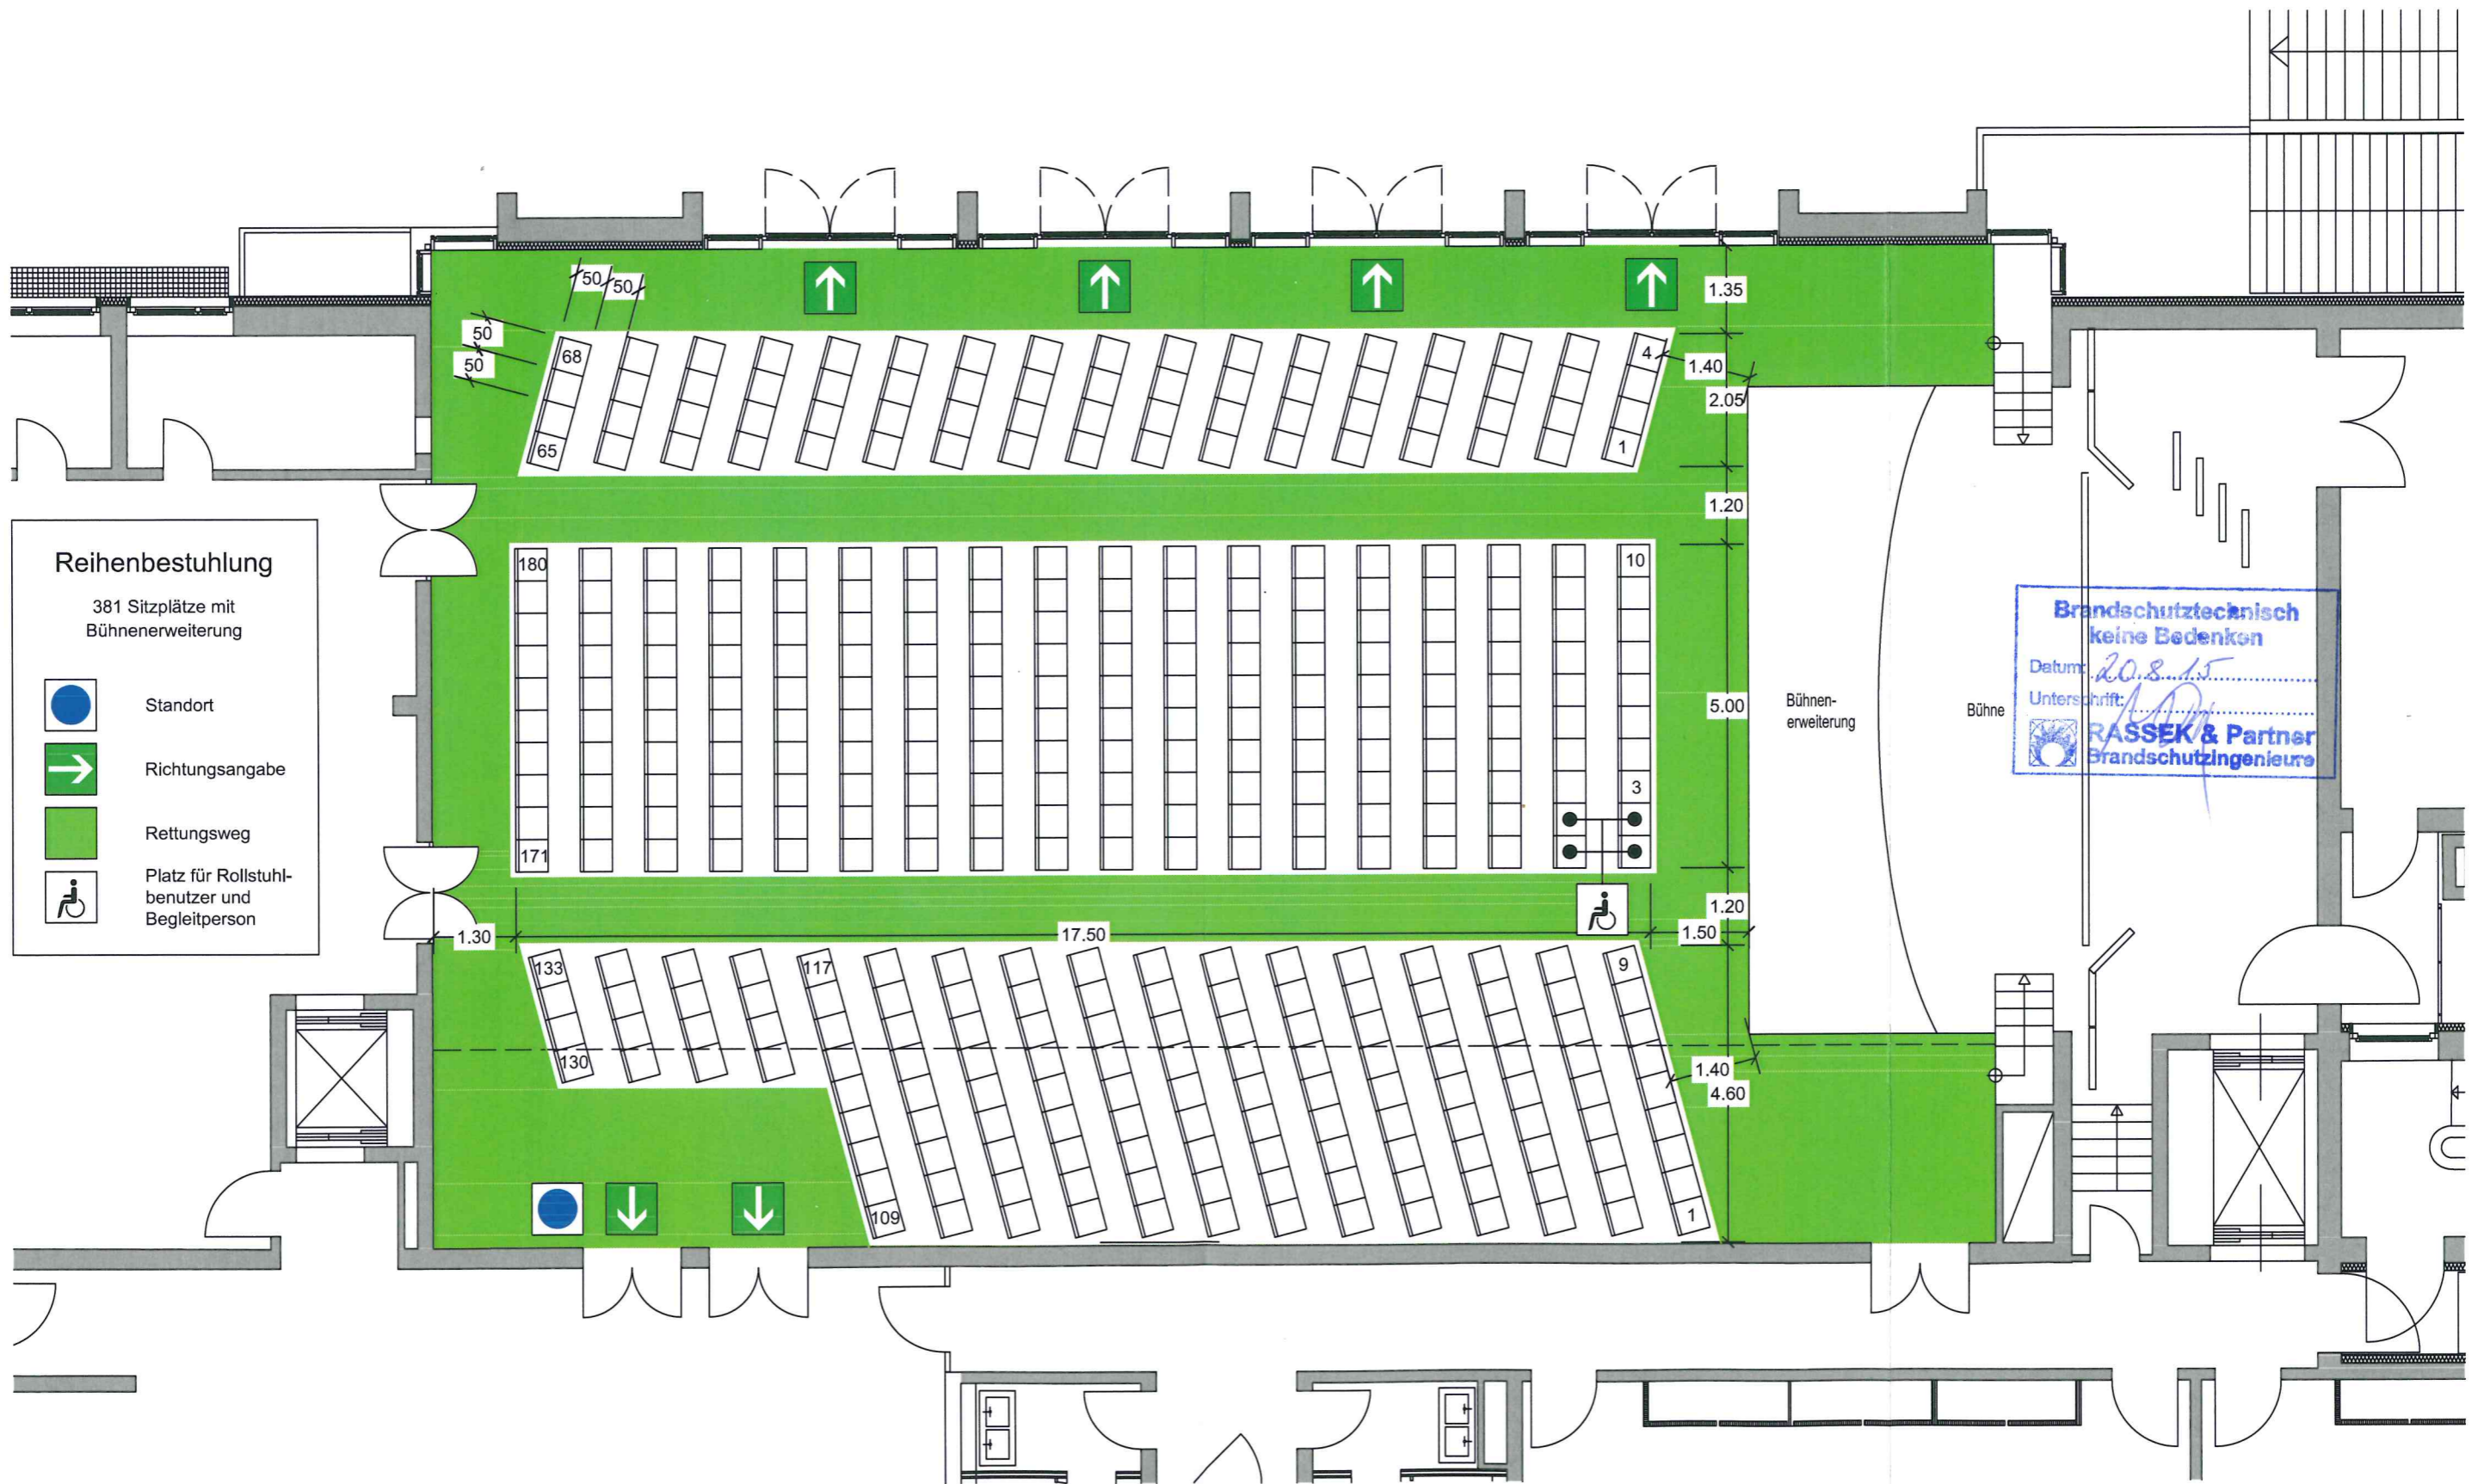 50
50
50
50
1.35
68
65
4
1
1.40
2.05
1.20
Reihenbestuhlung
381 Sitzplätze mit
Bühnenerweiterung
Standort
Richtungsangabe
Rettungsweg
Platz für Rollstuhl-
benutzer und
Begleitperson
180
171
10
3
5.00
Bühnen-
erweiterung
Bühne
Brandschutztechnisch
keine Bedenken
Datum: 20.8.15
Unterschrift:
RASSEK & Partner
Brandschutzingenieure
1.20
1.30
17.50
1.50
133
117
9
130
1.40
4.60
109
1